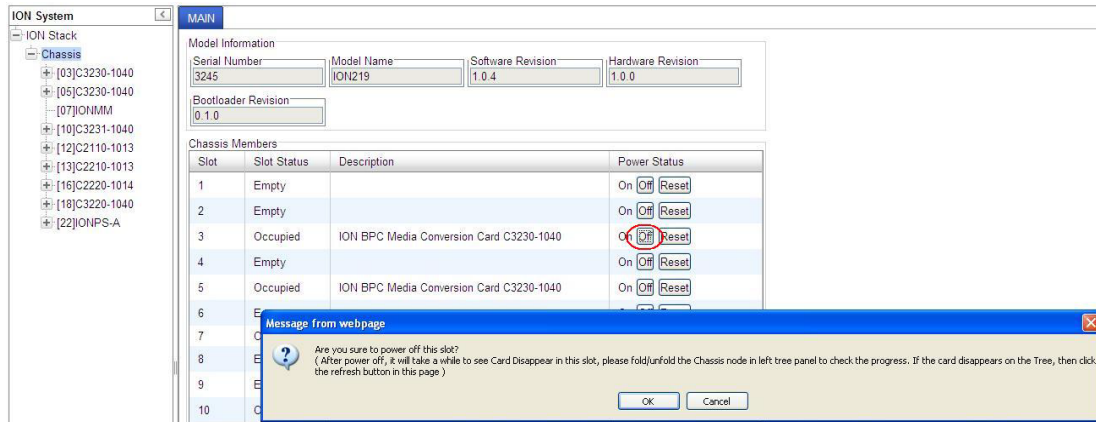 ION System
ION Stack
Chassis
[03]C3230-1040
[05]C3230-1040
[07]IONMM
[10]C3231-1040
[12]C2110-1013
[13]C2210-1013
[16]C2220-1014
[18]C3220-1040
[22]IONPS-A
MAIN
Model Information
Serial Number Model Name Software Revision Hardware Revision
3245 ION219 1.0.4 1.0.0
Bootloader Revision
0.1.0
Chassis Members
Slot Slot Status Description Power Status
1 Empty On Off Reset
2 Empty On Off Reset
3 Occupied ION BPC Media Conversion Card C3230-1040 On Off Reset
4 Empty On Off Reset
5 Occupied ION BPC Media Conversion Card C3230-1040 On Off Reset
6
7
8
9
10
Message from webpage
Are you sure to power off this slot?
( After power off, it will take a while to see Card Disappear in this slot, please fold/unfold the Chassis node in left tree panel to check the progress. If the card disappears on the Tree, then click
the refresh button in this page )
OK Cancel